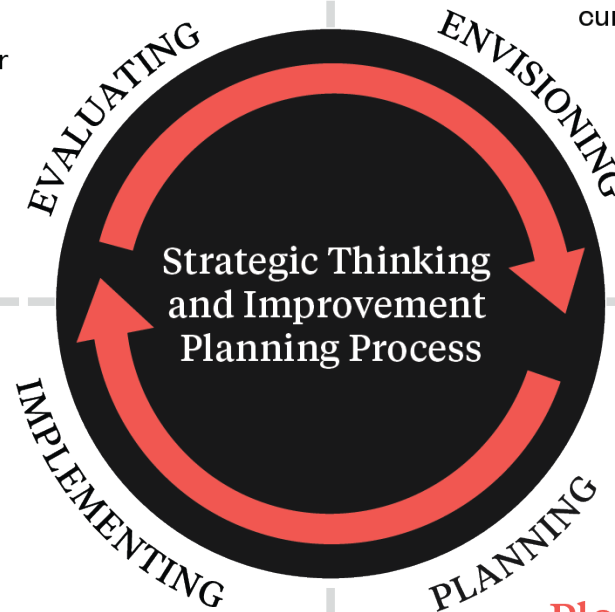 EVALUATING
ENVISIONING
Strategic Thinking
and Improvement
Planning Process
IMPLEMENTING
PLANNING